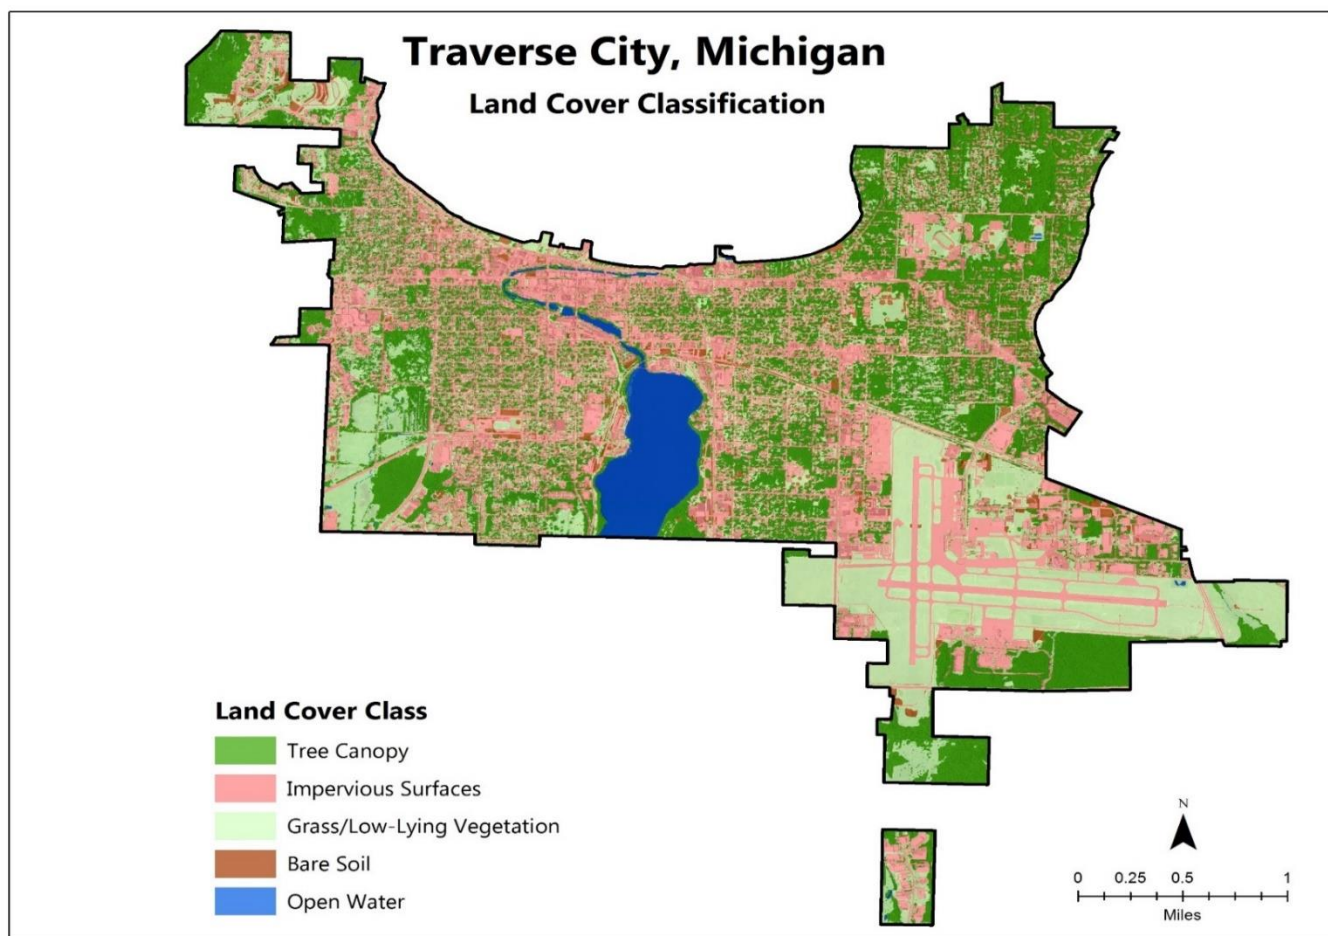 Traverse City, Michigan
Land Cover Classification
Land Cover Class
Tree Canopy
Impervious Surfaces
Grass/Low-Lying Vegetation
Bare Soil
Open Water
N
0 0.25 0.5 1
Miles